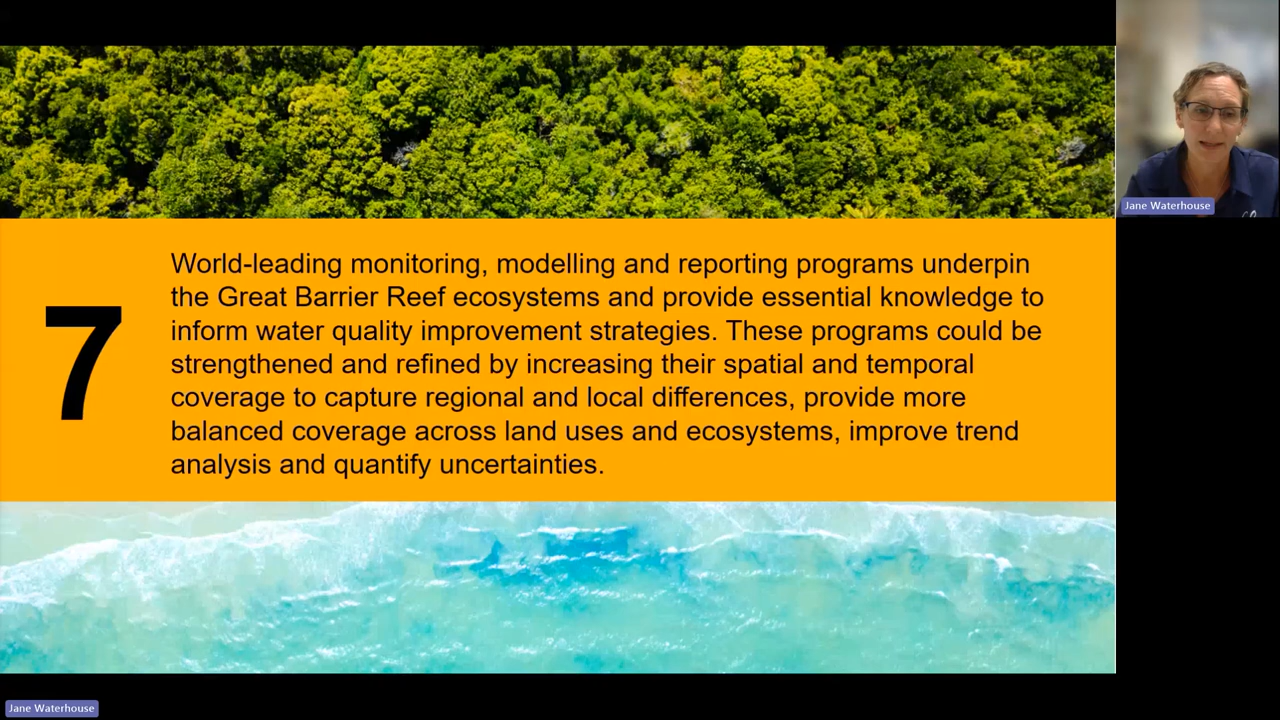 7
World-leading monitoring, modelling and reporting programs underpin
the Great Barrier Reef ecosystems and provide essential knowledge to
inform water quality improvement strategies. These programs could be
strengthened and refined by increasing their spatial and temporal
coverage to capture regional and local differences, provide more
balanced coverage across land uses and ecosystems, improve trend
analysis and quantify uncertainties.
Jane Waterhouse
Jane Waterhouse